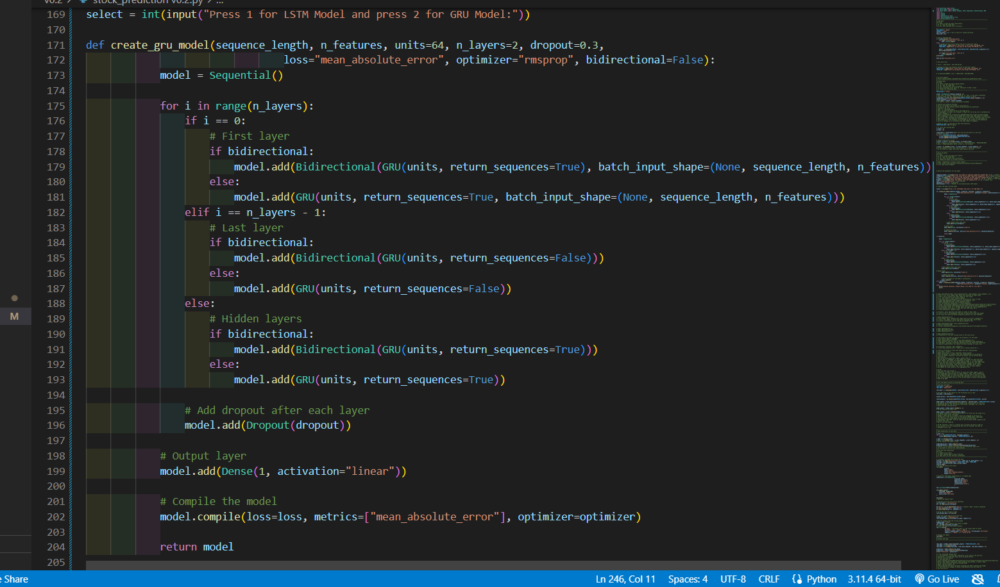 v0.2 > stock_prediction v0.2.py > ...
169 select = int(input("Press 1 for LSTM Model and press 2 for GRU Model:"))
170
171 def create_gru_model(sequence_length, n_features, units=64, n_layers=2, dropout=0.3,
172 loss="mean_absolute_error", optimizer="rmsprop", bidirectional=False):
173 model = Sequential()
174
175 for i in range(n_layers):
176 if i == 0:
177 # First layer
178 if bidirectional:
179 model.add(Bidirectional(GRU(units, return_sequences=True), batch_input_shape=(None, sequence_length, n_features))
180 else:
181 model.add(GRU(units, return_sequences=True, batch_input_shape=(None, sequence_length, n_features)))
182 elif i == n_layers - 1:
183 # Last layer
184 if bidirectional:
185 model.add(Bidirectional(GRU(units, return_sequences=False)))
186 else:
187 model.add(GRU(units, return_sequences=False))
188 else:
189 # Hidden layers
190 if bidirectional:
191 model.add(Bidirectional(GRU(units, return_sequences=True)))
192 else:
193 model.add(GRU(units, return_sequences=True))
194
195 # Add dropout after each layer
196 model.add(Dropout(dropout))
197
198 # Output layer
199 model.add(Dense(1, activation="linear"))
200
201 # Compile the model
202 model.compile(loss=loss, metrics=["mean_absolute_error"], optimizer=optimizer)
203
204 return model
205
M
e Share
Ln 246, Col 11 Spaces: 4 UTF-8 CRLF Python 3.11.4 64-bit Go Live